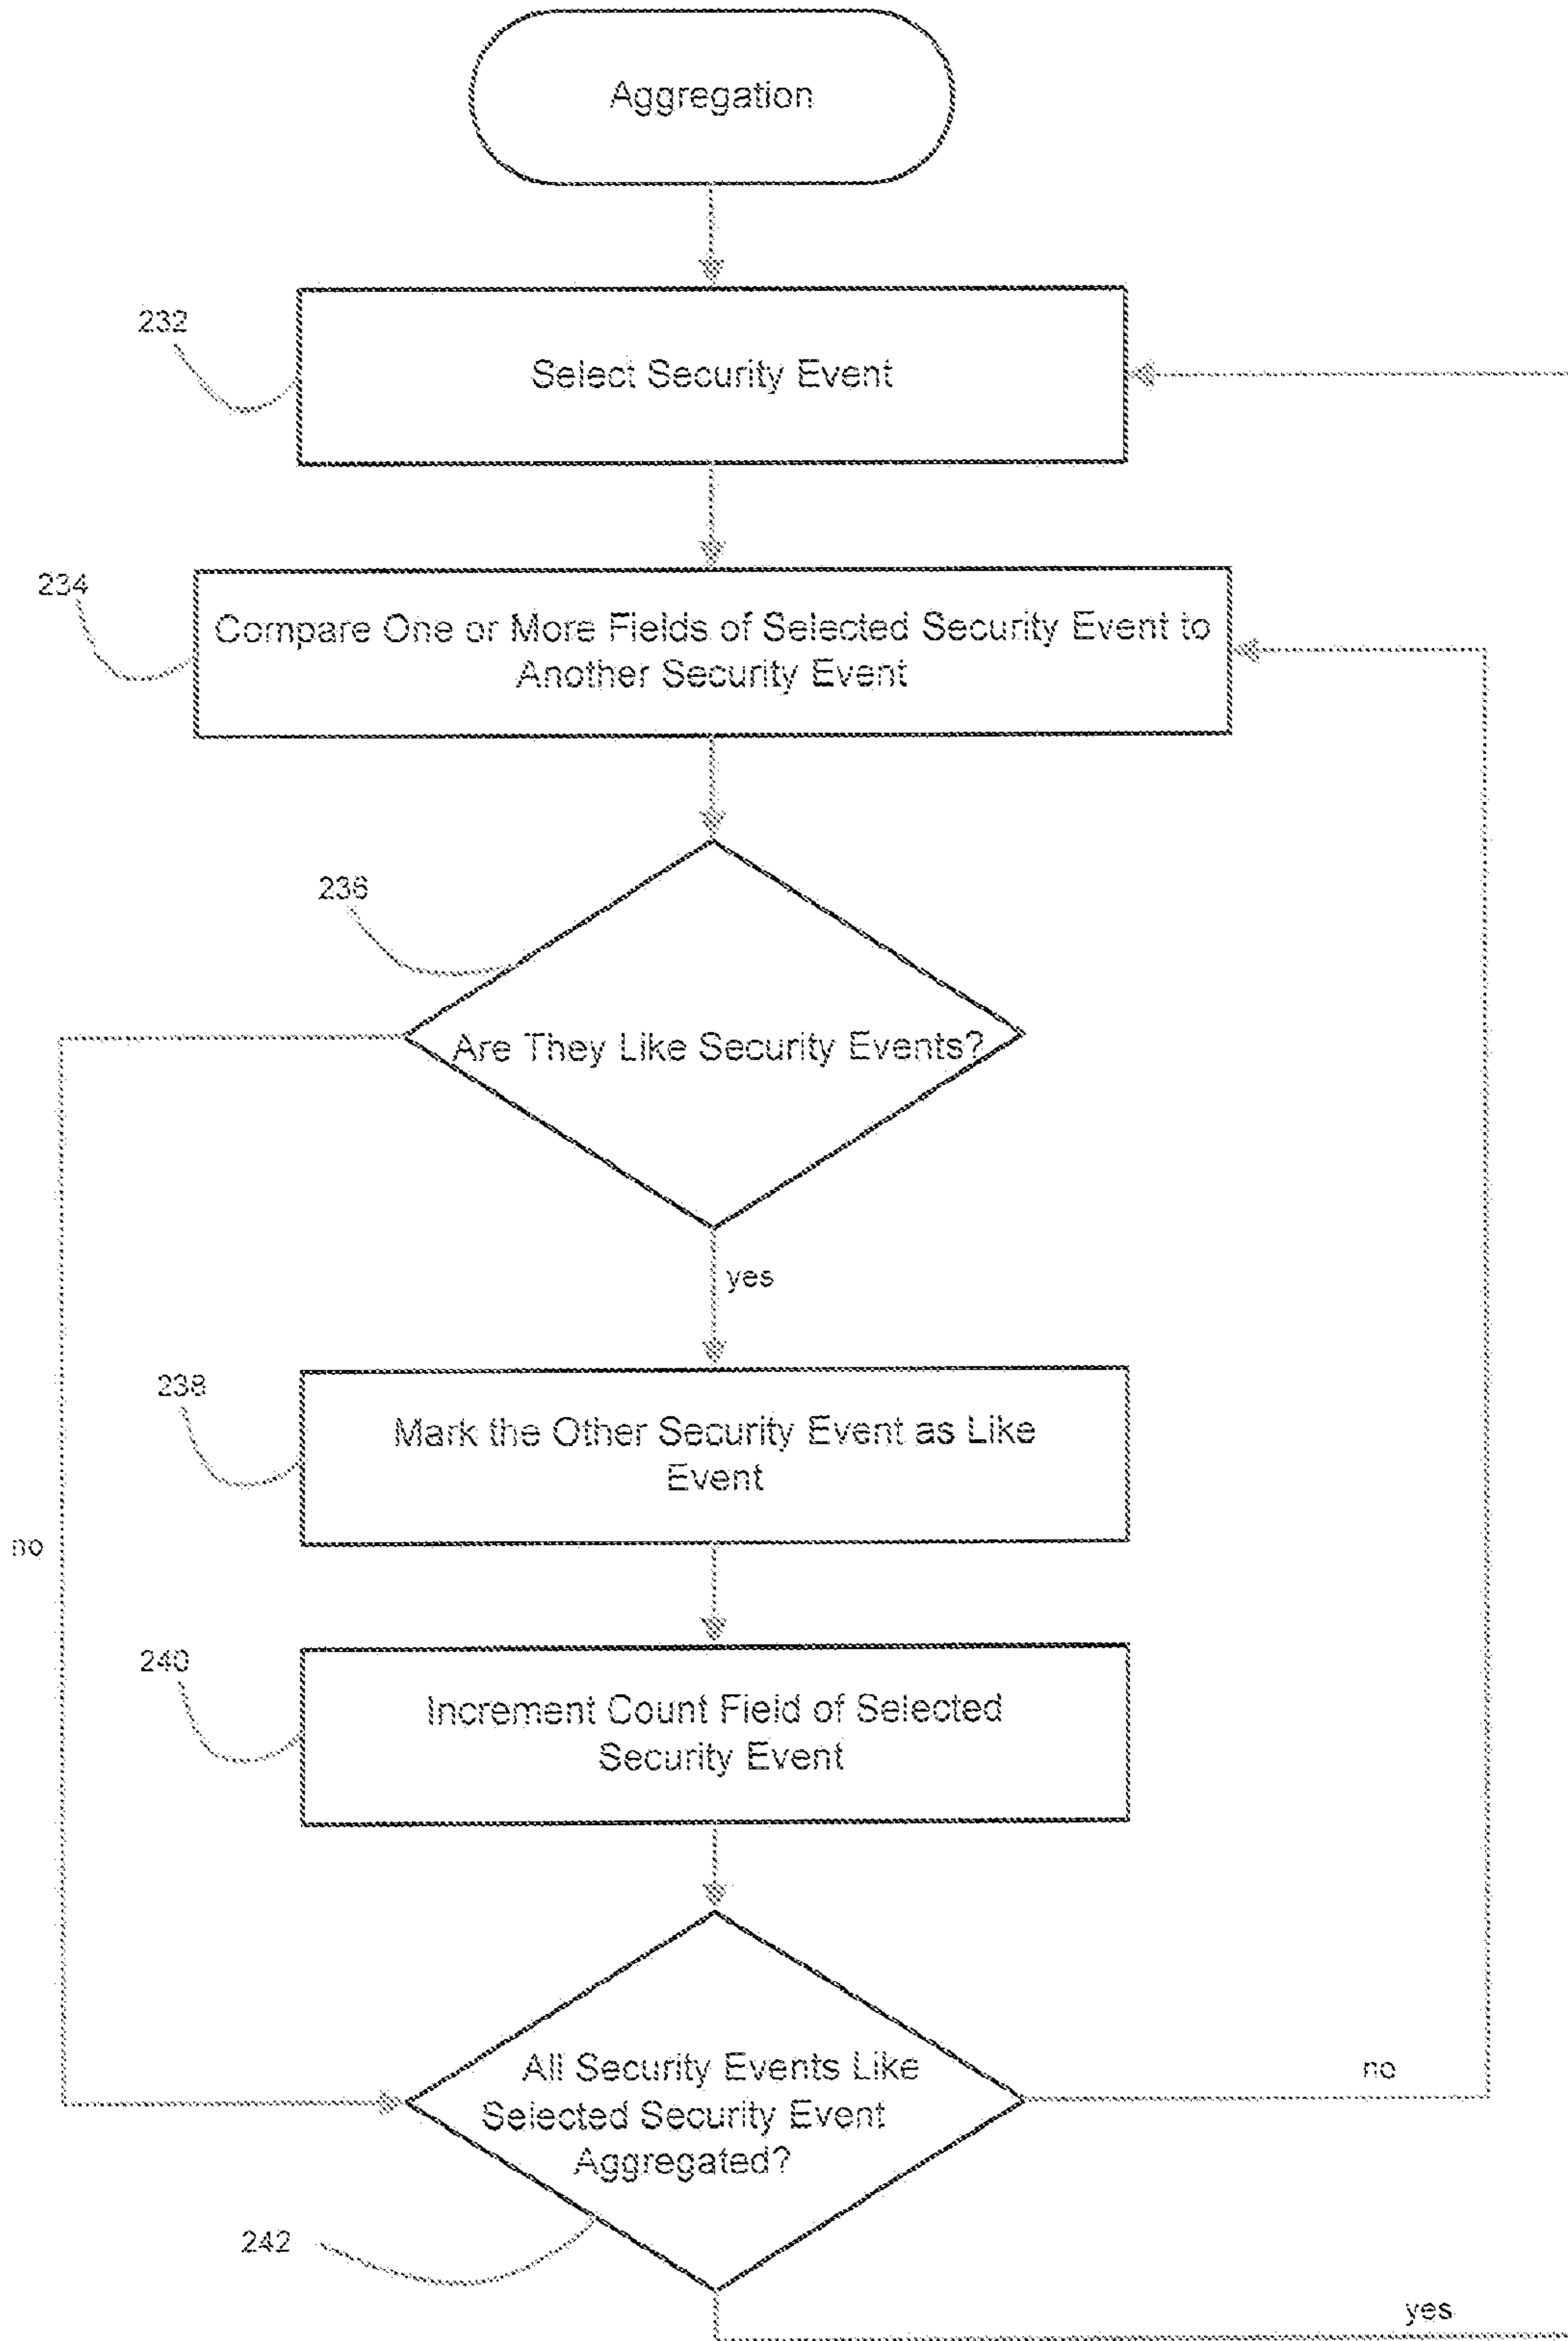 Aggregation
232
Select Security Event
234
Compare One or More Fields of Selected Security Event to
Another Security Event
236
Are They Like Security Events?
yes
238
Mark the Other Security Event as Like
Event
no
240
Increment Count Field of Selected
Security Event
All Security Events Like
Selected Security Event
Aggregated?
no
242
yes